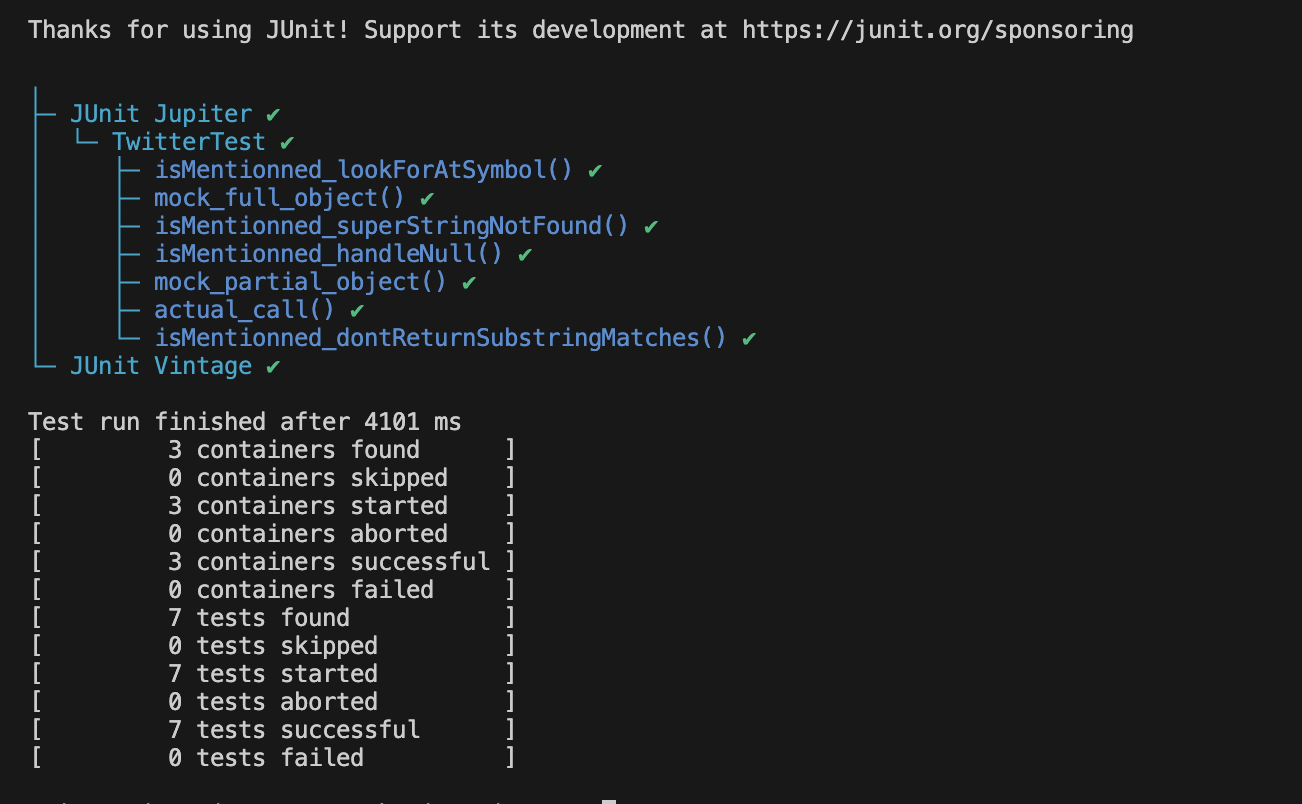 Thanks for using JUnit! Support its development at https://junit.org/sponsoring
├─ JUnit Jupiter ✔
│  └─ TwitterTest ✔
│     ├─ isMentionned_lookForAtSymbol() ✔
│     ├─ mock_full_object() ✔
│     ├─ isMentionned_superStringNotFound() ✔
│     ├─ isMentionned_handleNull() ✔
│     ├─ mock_partial_object() ✔
│     ├─ actual_call() ✔
│     └─ isMentionned_dontReturnSubstringMatches() ✔
└─ JUnit Vintage ✔
Test run finished after 4101 ms
[         3 containers found      ]
[         0 containers skipped    ]
[         3 containers started    ]
[         0 containers aborted    ]
[         3 containers successful ]
[         0 containers failed     ]
[         7 tests found           ]
[         0 tests skipped         ]
[         7 tests started         ]
[         0 tests aborted         ]
[         7 tests successful      ]
[         0 tests failed          ]